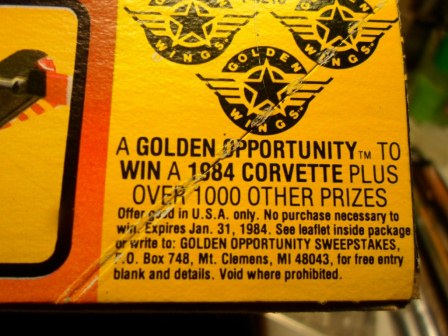 GOLDEN
WINGS
A GOLDEN OPPORTUNITY™ TO
WIN A 1984 CORVETTE PLUS
OVER 1000 OTHER PRIZES
Offer good in U.S.A. only. No purchase necessary to
win. Expires Jan. 31, 1984. See leaflet inside package
or write to: GOLDEN OPPORTUNITY SWEEPSTAKES,
P.O. Box 748, Mt. Clemens, MI 48043, for free entry
blank and details. Void where prohibited.